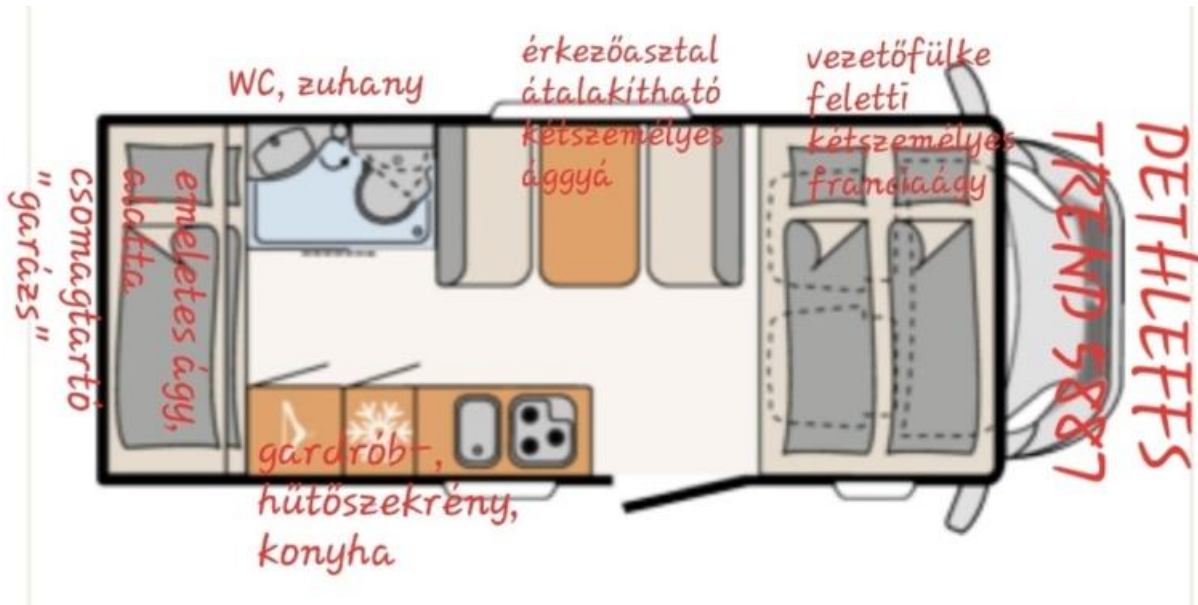 WC, zuhany
érkezőasztal
átalakítható
kétszemélyes
ággyá
vezetőfülke
feletti
kétszemélyes
franciaágy
DETHLEFFS
TREND 5887
emeletes ágy,
alatta
csomagtartó
"garázs"
gardrób-,
hűtőszekrény,
konyha